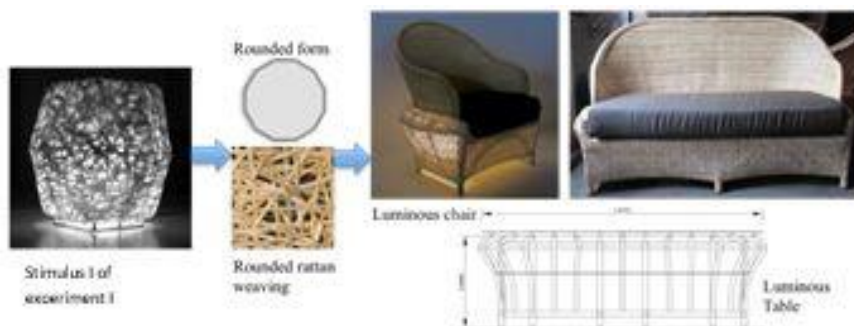 Rounded form
Stimulus I of
experiment I
Rounded rattan
weaving
Luminous chair
Luminous
Table